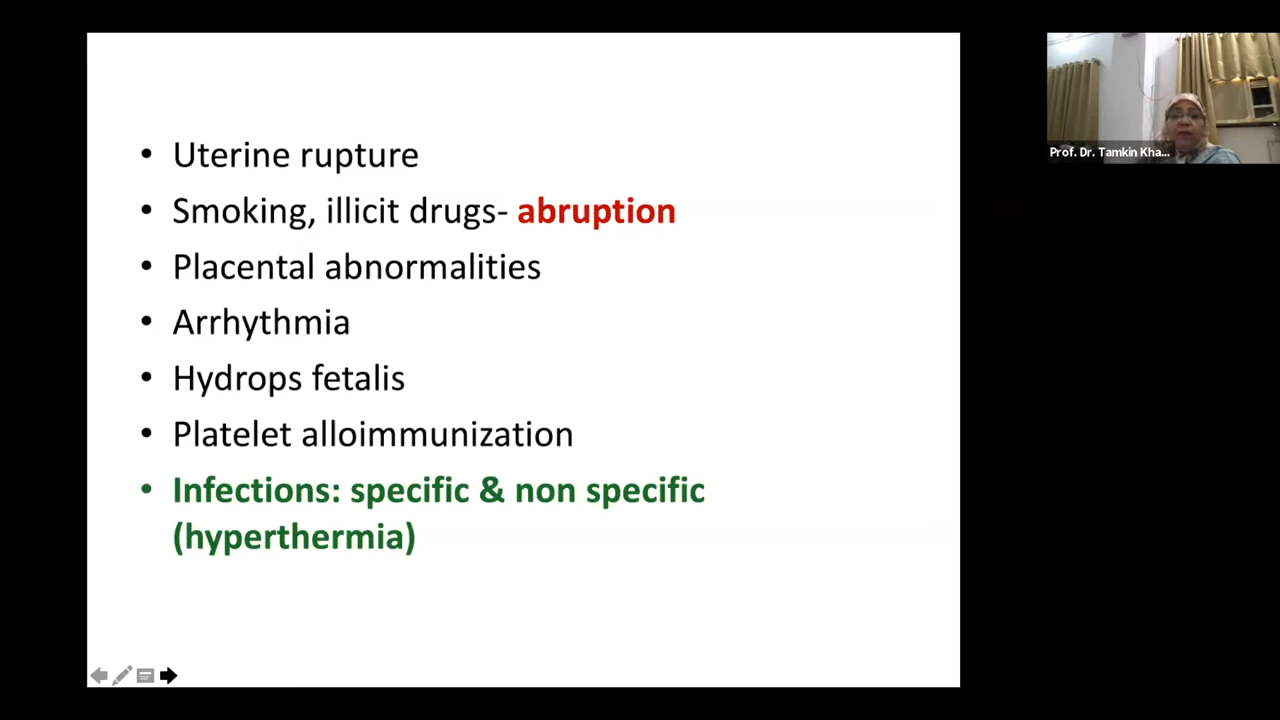 • Uterine rupture
• Smoking, illicit drugs- abruption
• Placental abnormalities
• Arrhythmia
• Hydrops fetalis
• Platelet alloimmunization
• Infections: specific & non specific
(hyperthermia)
Prof. Dr. Tamkin Kha...